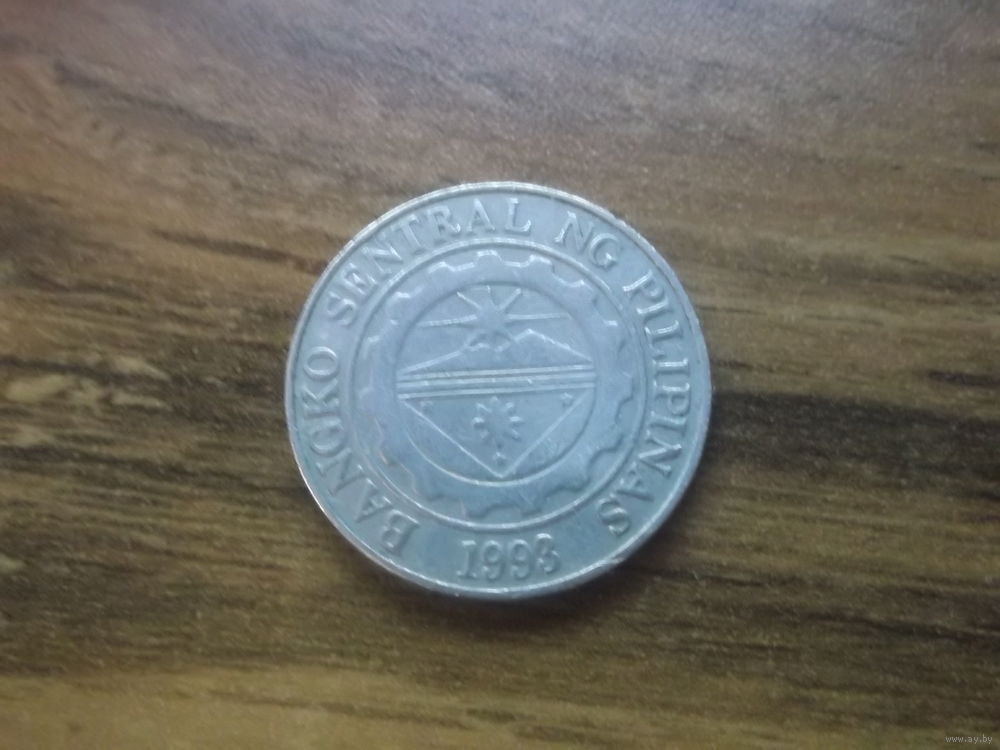 BANGKO SENTRAL NG PILIPINAS
1993
www.ay.by